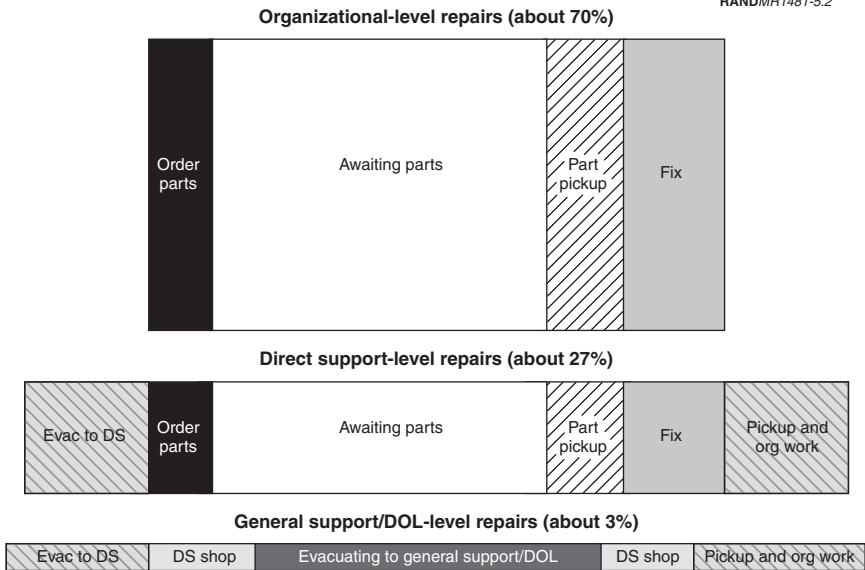 RANDMR1481-5.2
Organizational-level repairs (about 70%)
Order
parts
Awaiting parts
Part
pickup
Fix
Direct support-level repairs (about 27%)
Evac to DS
Order
parts
Awaiting parts
Part
pickup
Fix
Pickup and
org work
General support/DOL-level repairs (about 3%)
Evac to DS
DS shop
Evacuating to general support/DOL
DS shop
Pickup and org work